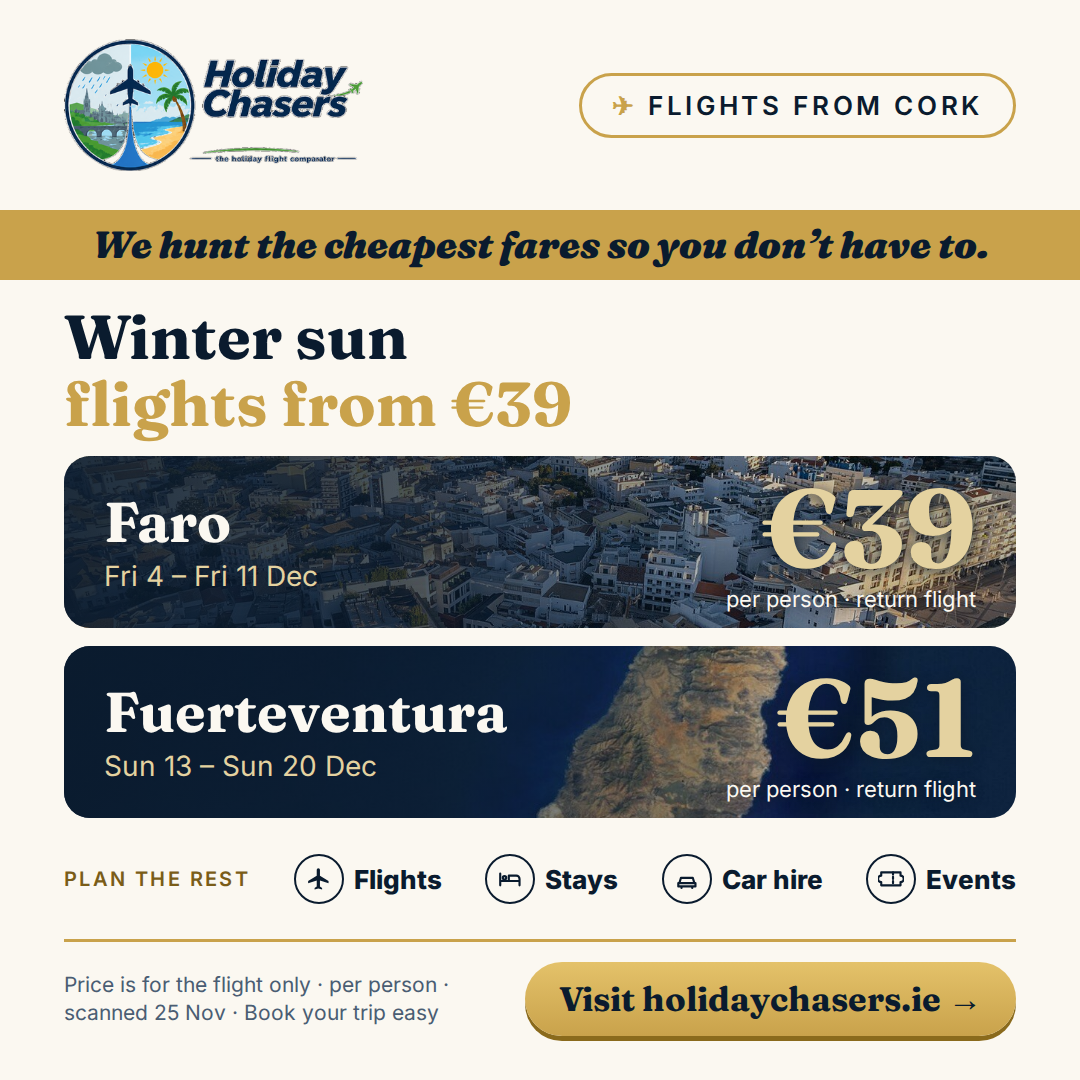 Holiday
Chasers
the holiday flight comparator
✈ FLIGHTS FROM CORK
We hunt the cheapest fares so you don’t have to.
Winter sun
flights from €39
Faro
Fri 4 – Fri 11 Dec
€39
per person · return flight
Fuerteventura
Sun 13 – Sun 20 Dec
€51
per person · return flight
PLAN THE REST Flights Stays Car hire Events
Price is for the flight only · per person ·
scanned 25 Nov · Book your trip easy
Visit holidaychasers.ie →